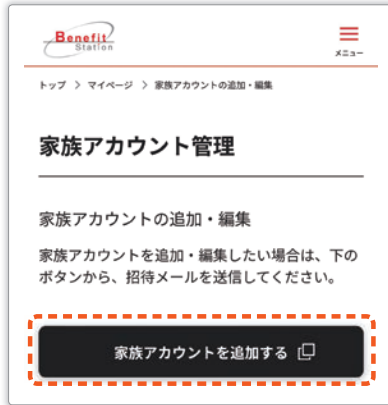 Benefit
Station
メニュー
トップ > マイページ > 家族アカウントの追加・編集
家族アカウント管理
家族アカウントの追加・編集
家族アカウントを追加・編集したい場合は、下の
ボタンから、招待メールを送信してください。
家族アカウントを追加する